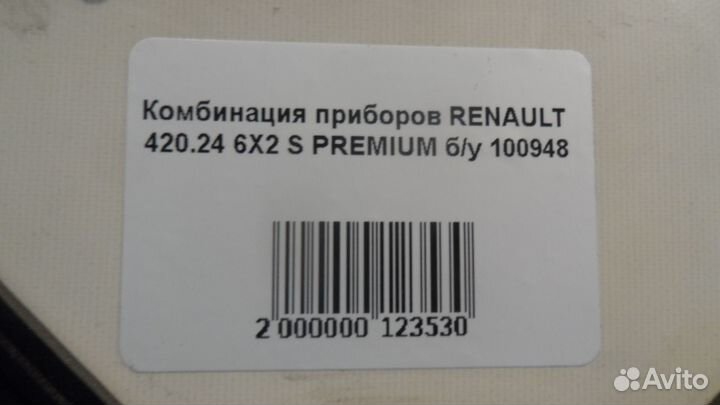 Комбинация приборов RENAULT
420.24 6X2 S PREMIUM б/у 100948
2 000000 123530
Avito